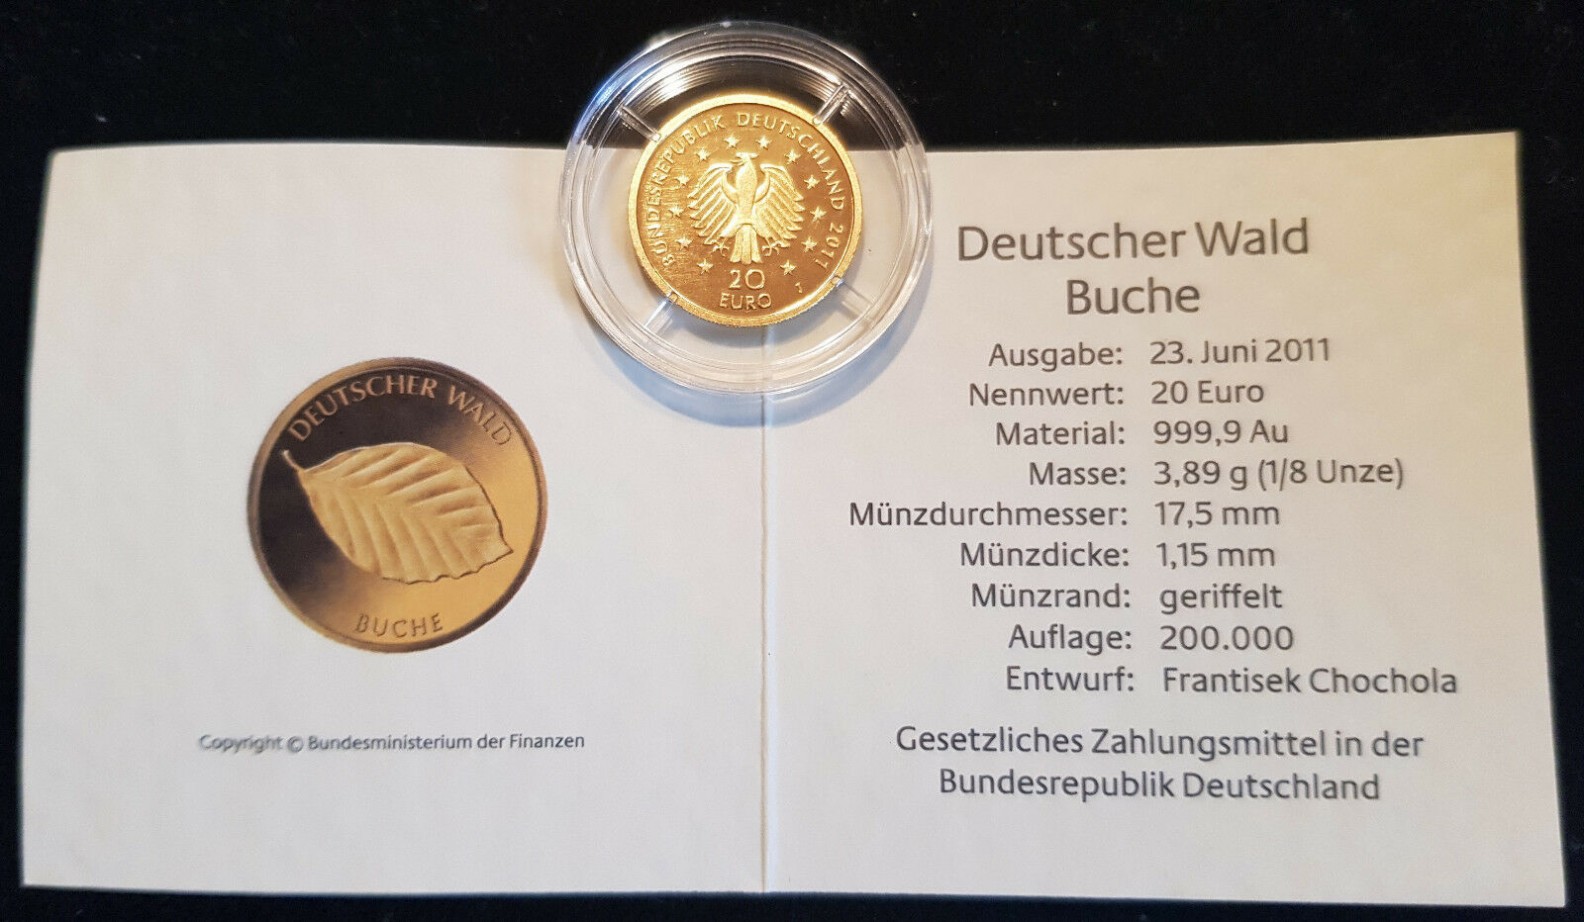 BUNDESREPUBLIK DEUTSCHLAND 2011
20
EURO
J
DEUTSCHER WALD
BUCHE
Copyright © Bundesministerium der Finanzen
Deutscher Wald
Buche
Ausgabe: 23. Juni 2011
Nennwert: 20 Euro
Material: 999,9 Au
Masse: 3,89 g (1/8 Unze)
Münzdurchmesser: 17,5 mm
Münzdicke: 1,15 mm
Münzrand: geriffelt
Auflage: 200.000
Entwurf: Frantisek Chochola
Gesetzliches Zahlungsmittel in der
Bundesrepublik Deutschland